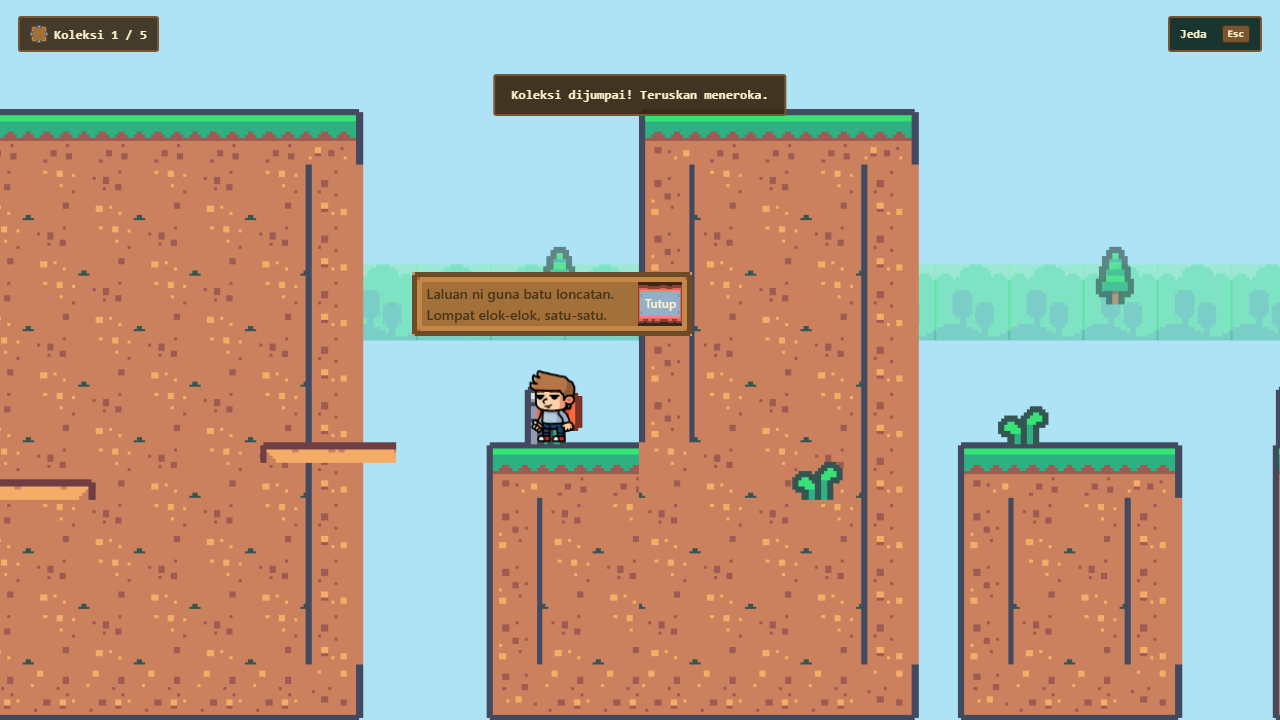 Koleksi 1 / 5
Jeda Esc
Koleksi dijumpai! Teruskan meneroka.
Laluan ni guna batu loncatan.
Lompat elok-elok, satu-satu.
Tutup